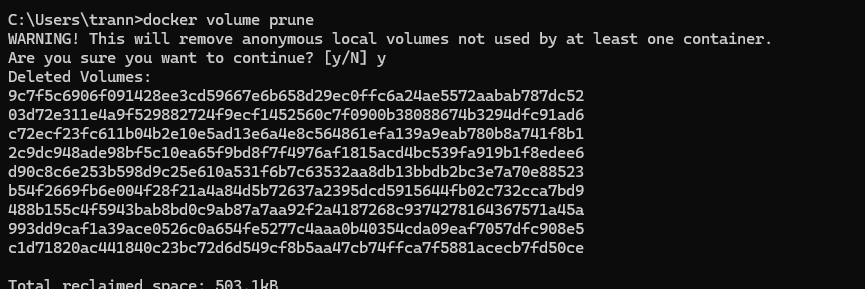 C:\Users\trann>docker volume prune
WARNING! This will remove anonymous local volumes not used by at least one container.
Are you sure you want to continue? [y/N] y
Deleted Volumes:
9c7f5c6906f091428ee3cd59667e6b658d29ec0ffc6a24ae5572aabab787dc52
03d72e311e4a9f529882724f9ecf1452560c7f0900b38088674b3294dfc91ad6
c72ecf23fc611b04b2e10e5ad13e6a4e8c564861efa139a9eab780b8a741f8b1
2c9dc948ade98bf5c10ea65f9bd8f7f4976af1815acd4bc539fa919b1f8edee6
d90c8c6e253b598d9c25e610a531f6b7c63532aa8db13bbdb2bc3e7a70e88523
b54f2669fb6e004f28f21a4a84d5b72637a2395dcd5915644fb02c732cca7bd9
488b155c4f5943bab8bd0c9ab87a7aa92f2a4187268c9374278164367571a45a
993dd9caf1a39ace0526c0a654fe5277c4aaa0b40354cda09eaf7057dfc908e5
c1d71820ac441840c23bc72d6d549cf8b5aa47cb74ffca7f5881acecb7fd50ce
Total reclaimed space: 503.1kB